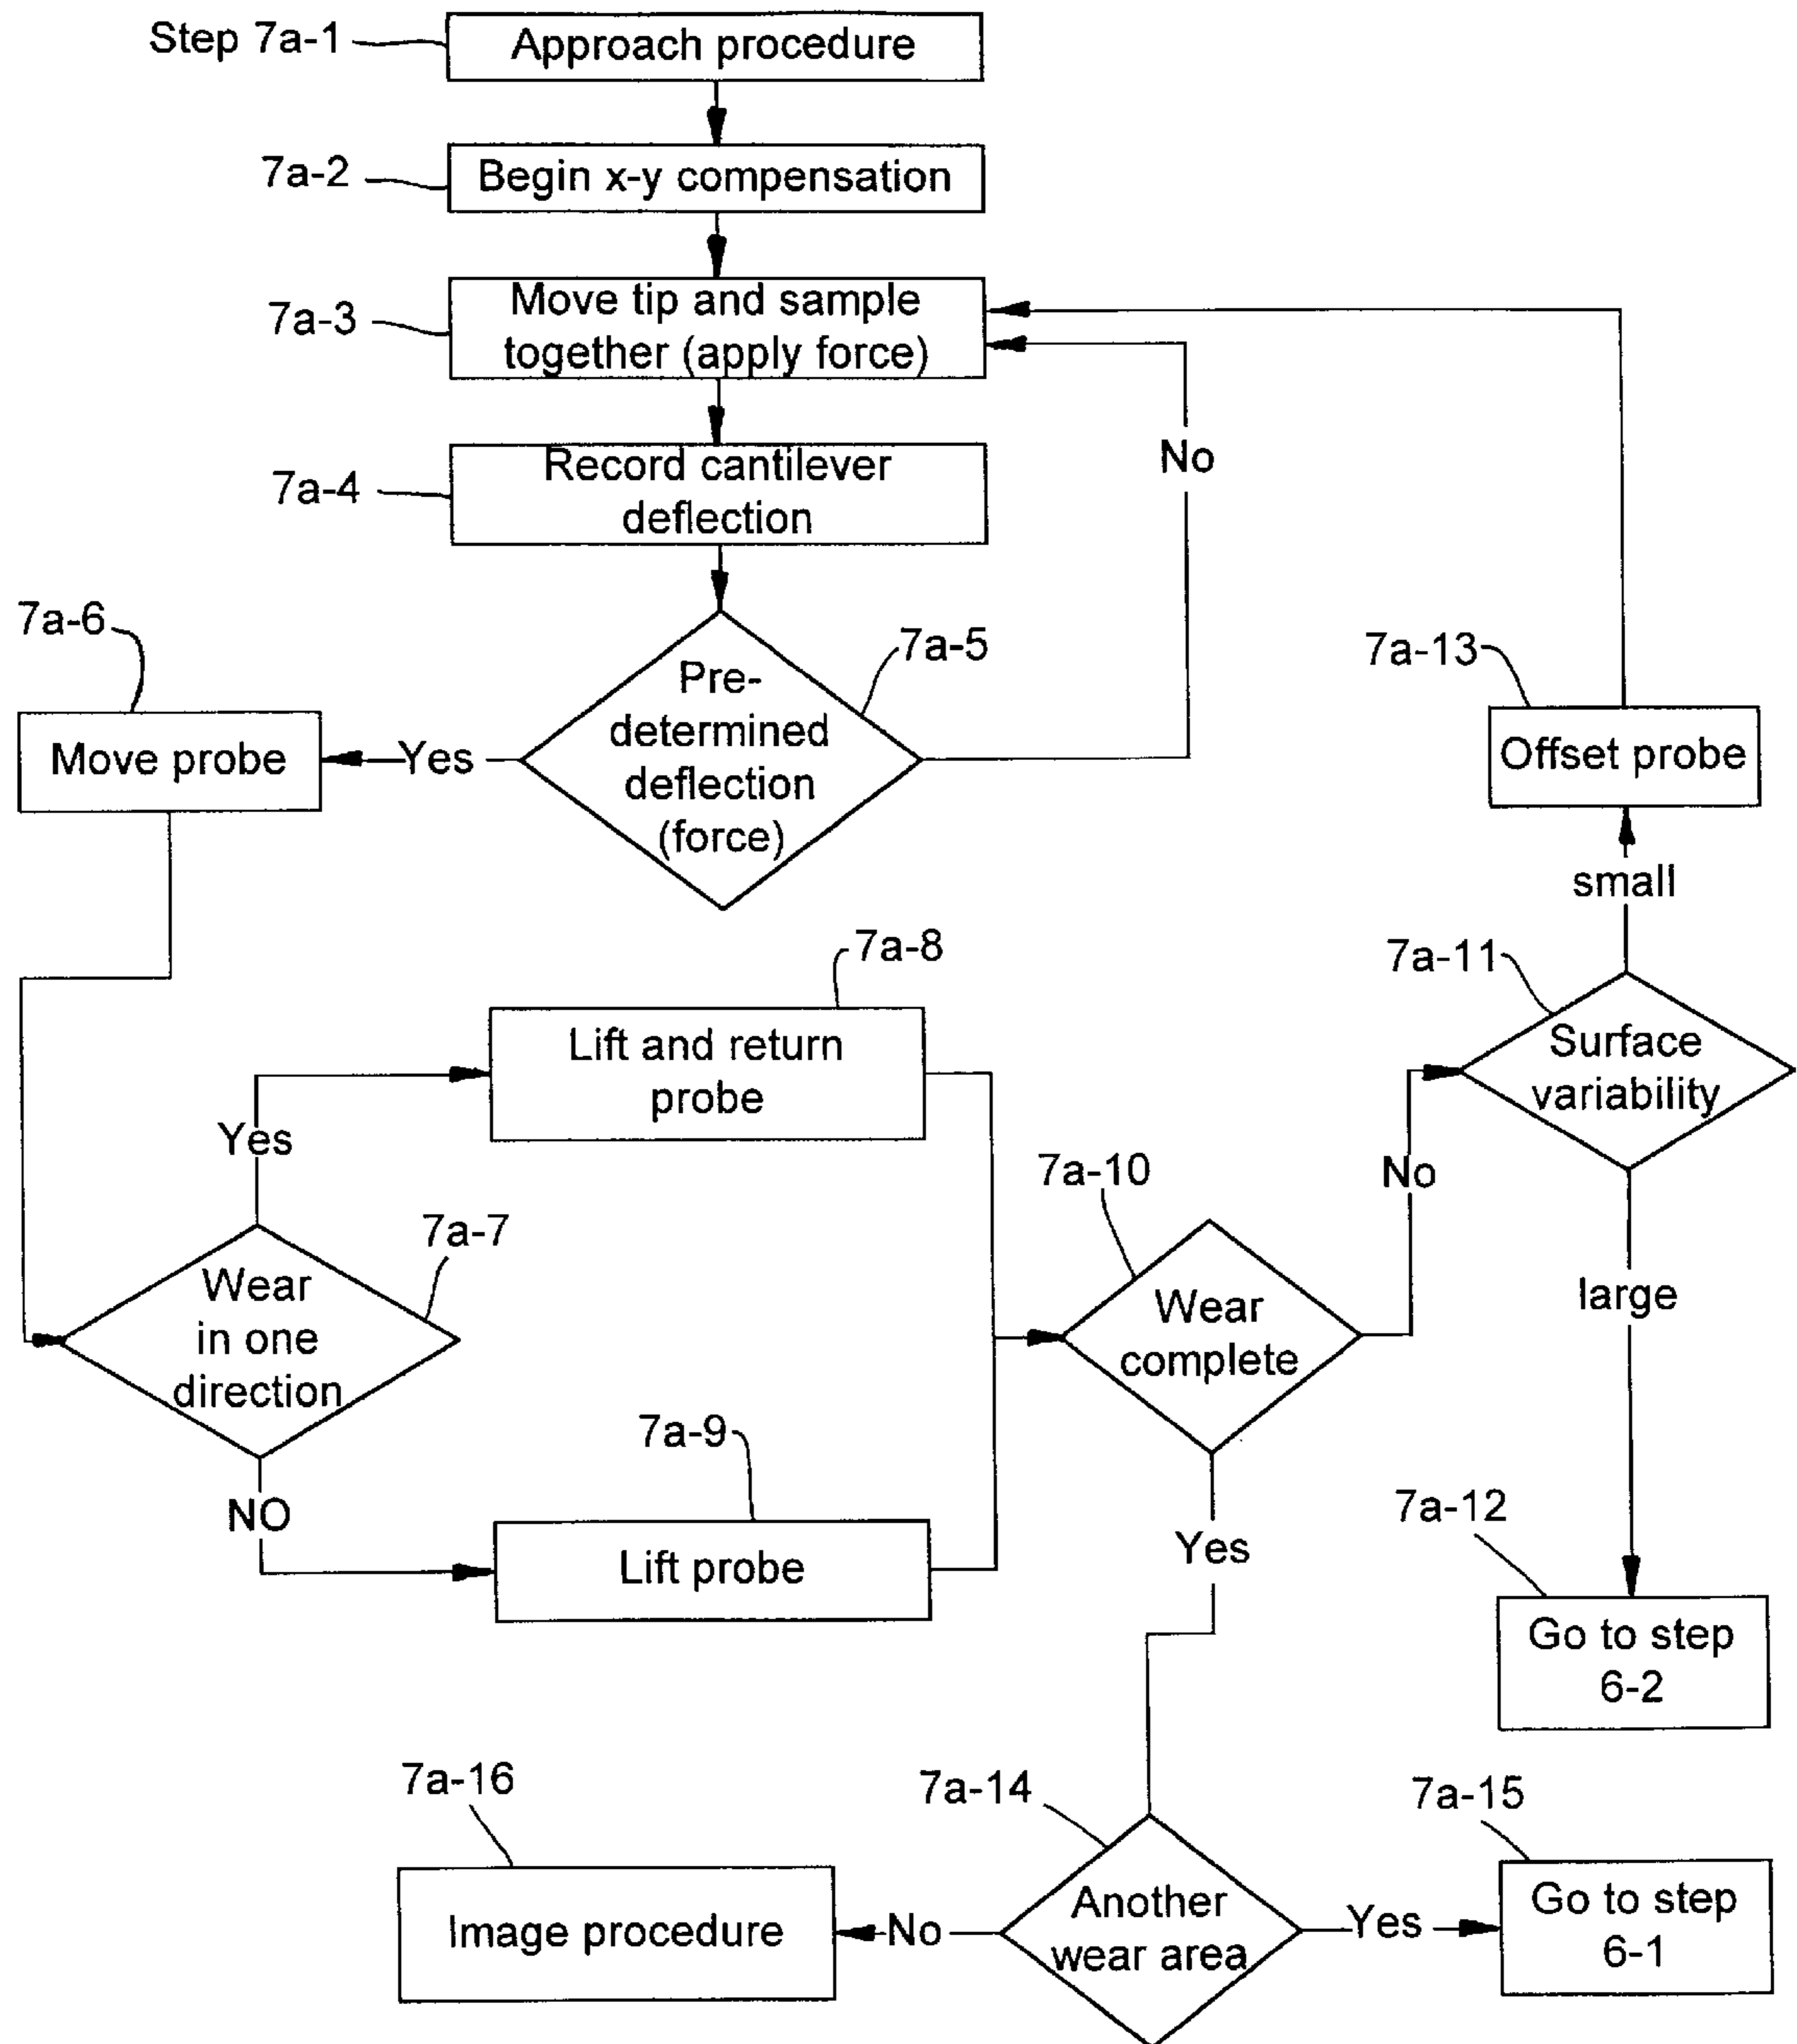 Step 7a-1
Approach procedure
7a-2
Begin x-y compensation
7a-3
Move tip and sample
together (apply force)
7a-4
Record cantilever
deflection
No
7a-6
7a-5
7a-13
Move probe
Yes
Pre-
determined
deflection
(force)
Offset probe
small
7a-8
7a-11
Lift and return
probe
Surface
variability
Yes
7a-10
No
7a-7
Wear
in one
direction
Wear
complete
large
7a-9
7a-12
NO
Lift probe
Yes
Go to step
6-2
7a-16
7a-14
7a-15
Image procedure
No
Another
wear area
Yes
Go to step
6-1